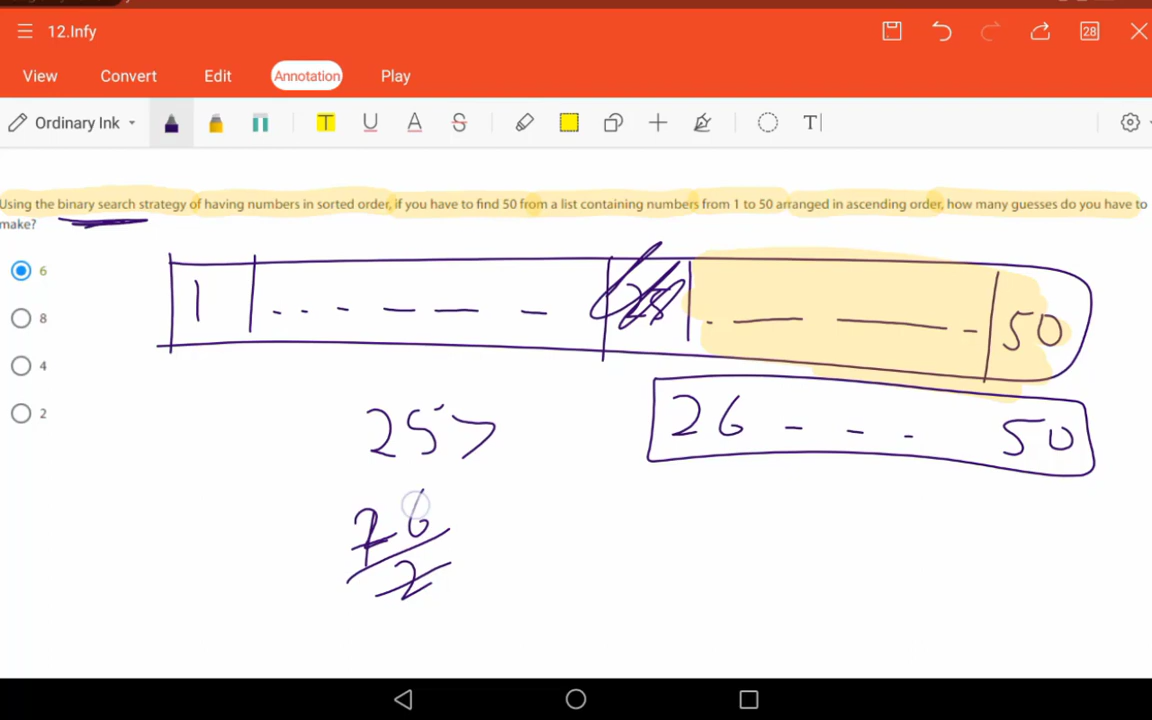 12.Infy
28
View Convert Edit Annotation Play
Ordinary Ink T U A S T
Using the binary search strategy of having numbers in sorted order, if you have to find 50 from a list containing numbers from 1 to 50 arranged in ascending order, how many guesses do you have to
make?
6
8
4
2
1 50
26 - - - 50
25>
76
2